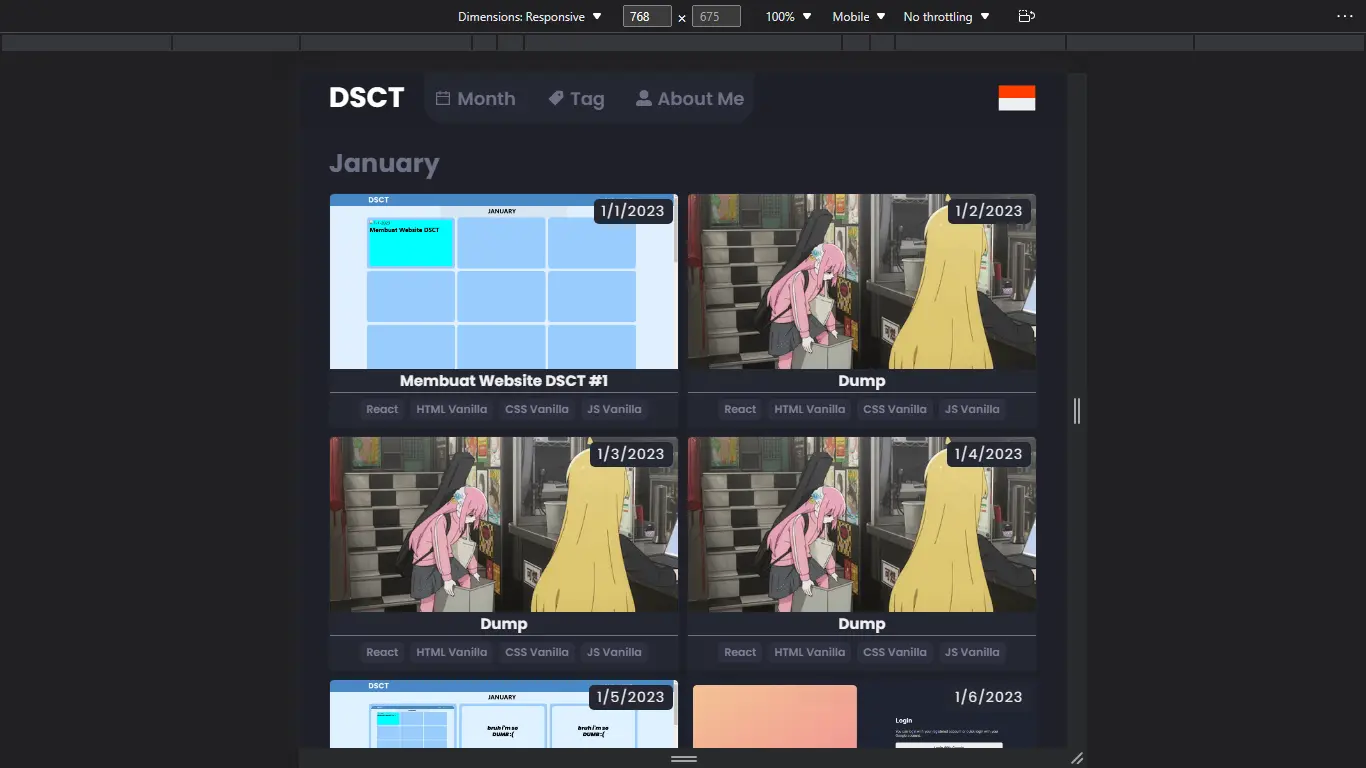 Dimensions: Responsive 768 × 675 100% Mobile No throttling
DSCT Month Tag About Me
January
DSCT
JANUARY
1/1/2023
Membuat Website DSCT
1/2/2023
Membuat Website DSCT #1
Dump
React HTML Vanilla CSS Vanilla JS Vanilla
React HTML Vanilla CSS Vanilla JS Vanilla
1/3/2023
1/4/2023
Dump
Dump
React HTML Vanilla CSS Vanilla JS Vanilla
React HTML Vanilla CSS Vanilla JS Vanilla
DSCT
JANUARY
1/5/2023
bruh i'm so
DUMB :(
bruh i'm so
DUMB :(
1/6/2023
Login